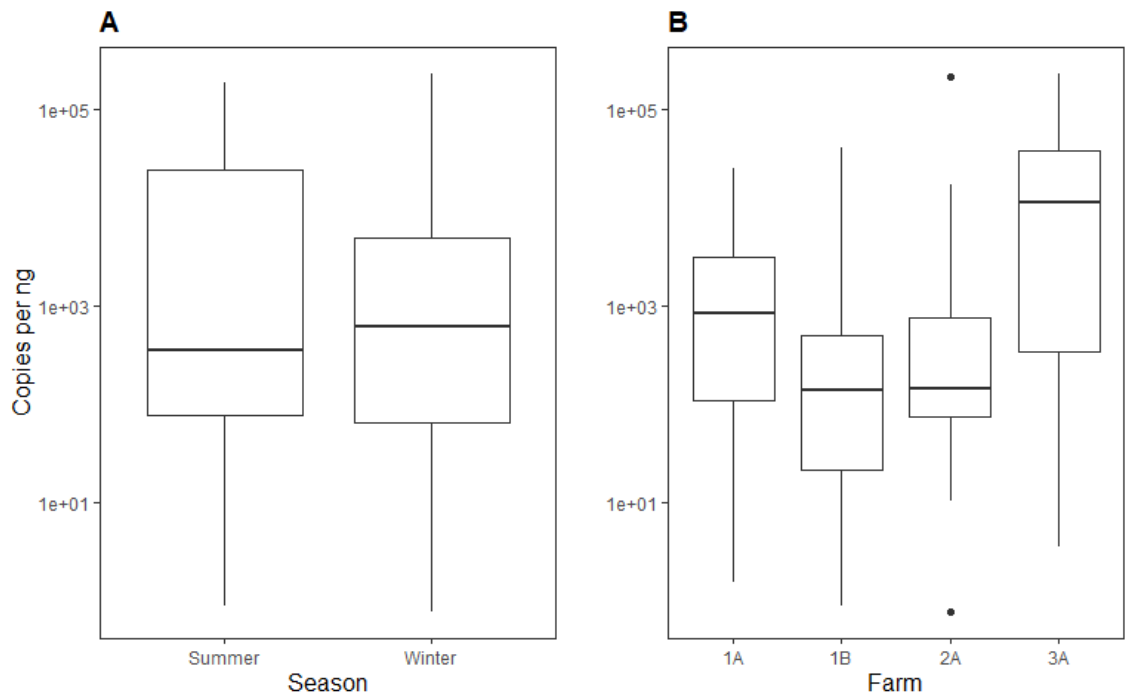 A
Copies per ng
1e+05
1e+03
1e+01
Summer Winter
Season
B
1e+05
1e+03
1e+01
1A 1B 2A 3A
Farm